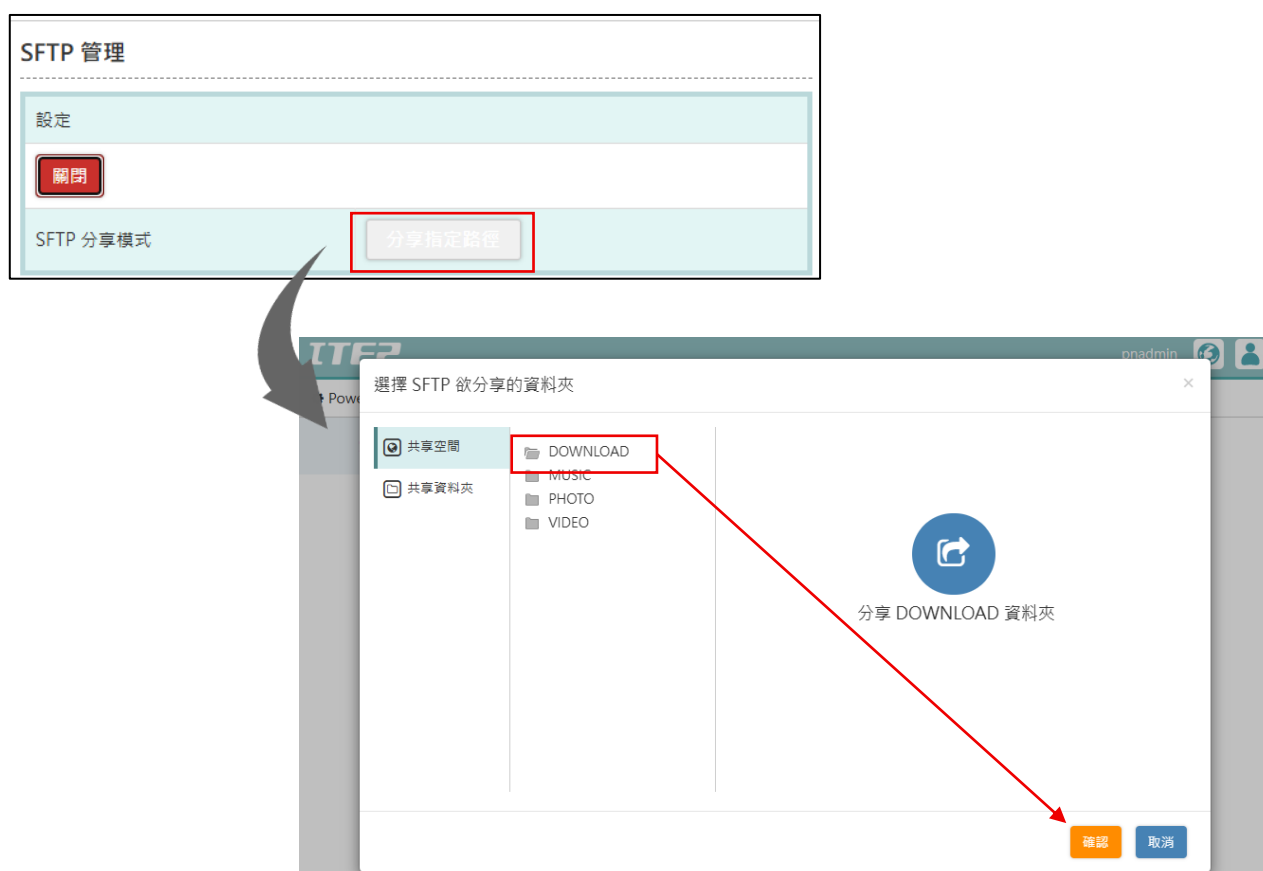 SFTP 管理
設定
關閉
SFTP 分享模式
分享指定路徑
pnadmin
Powe
選擇 SFTP 欲分享的資料夾
×
共享空間
共享資料夾
DOWNLOAD
MUSIC
PHOTO
VIDEO
分享 DOWNLOAD 資料夾
確認
取消